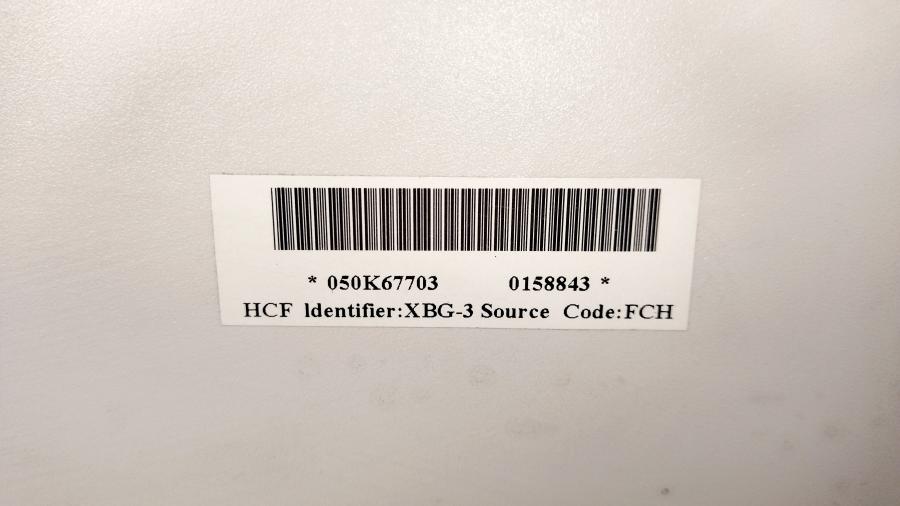 * 050K67703 0158843 *
HCF Identifier:XBG-3 Source Code:FCH